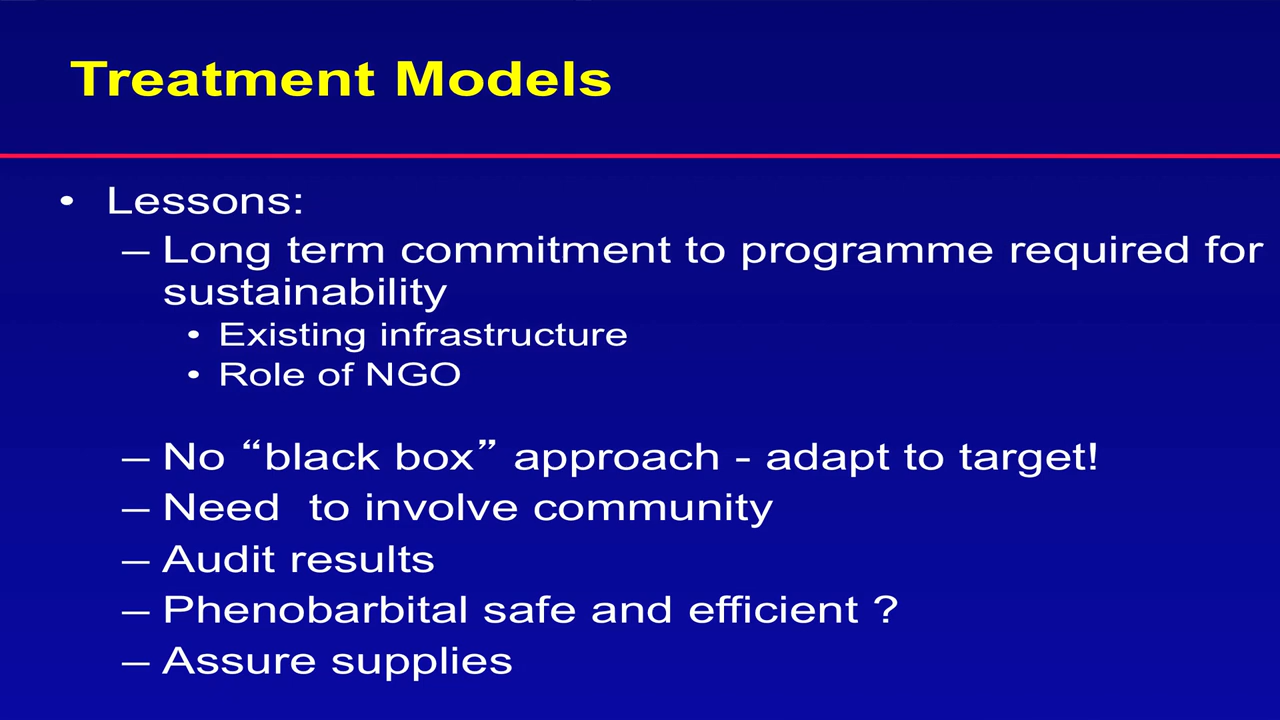 Treatment Models
• Lessons:
– Long term commitment to programme required for
sustainability
• Existing infrastructure
• Role of NGO
– No “black box” approach - adapt to target!
– Need  to involve community
– Audit results
– Phenobarbital safe and efficient ?
– Assure supplies